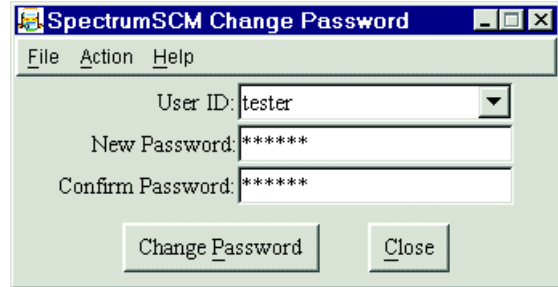 SpectrumSCM Change Password
File Action Help
User ID: tester
New Password: ******
Confirm Password: ******
Change Password Close